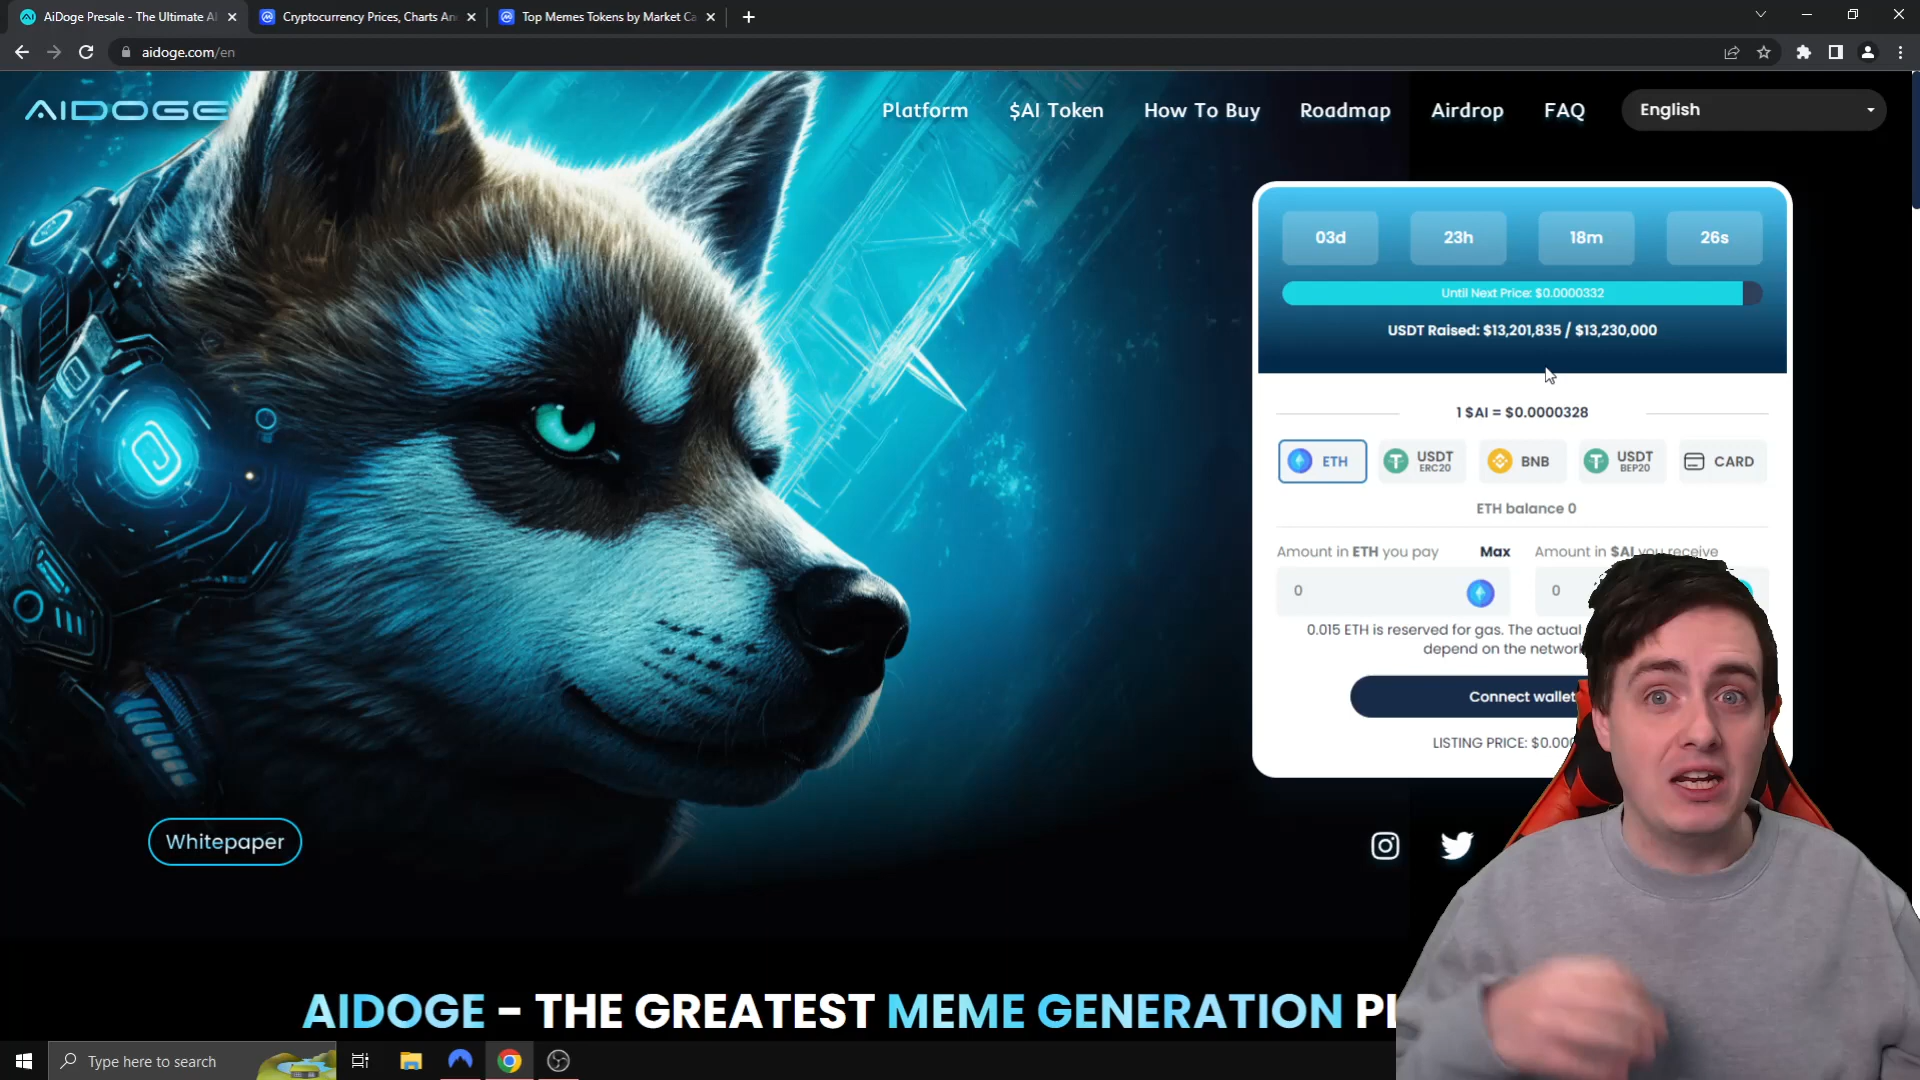 AiDoge Presale - The Ultimate AI
Cryptocurrency Prices, Charts An
Top Memes Tokens by Market Ca
aidoge.com/en
AIDOGE
Platform
$AI Token
How To Buy
Roadmap
Airdrop
FAQ
English
03d
23h
18m
26s
Until Next Price: $0.0000332
USDT Raised: $13,201,835 / $13,230,000
1 $AI = $0.0000328
ETH
USDT
ERC20
BNB
USDT
BEP20
CARD
ETH balance 0
Amount in ETH you pay
Max
Amount in $AI you receive
0
0
0.015 ETH is reserved for gas. The actual
depend on the network
Connect wallet
LISTING PRICE: $0.000
Whitepaper
AIDOGE - THE GREATEST MEME GENERATION
Type here to search